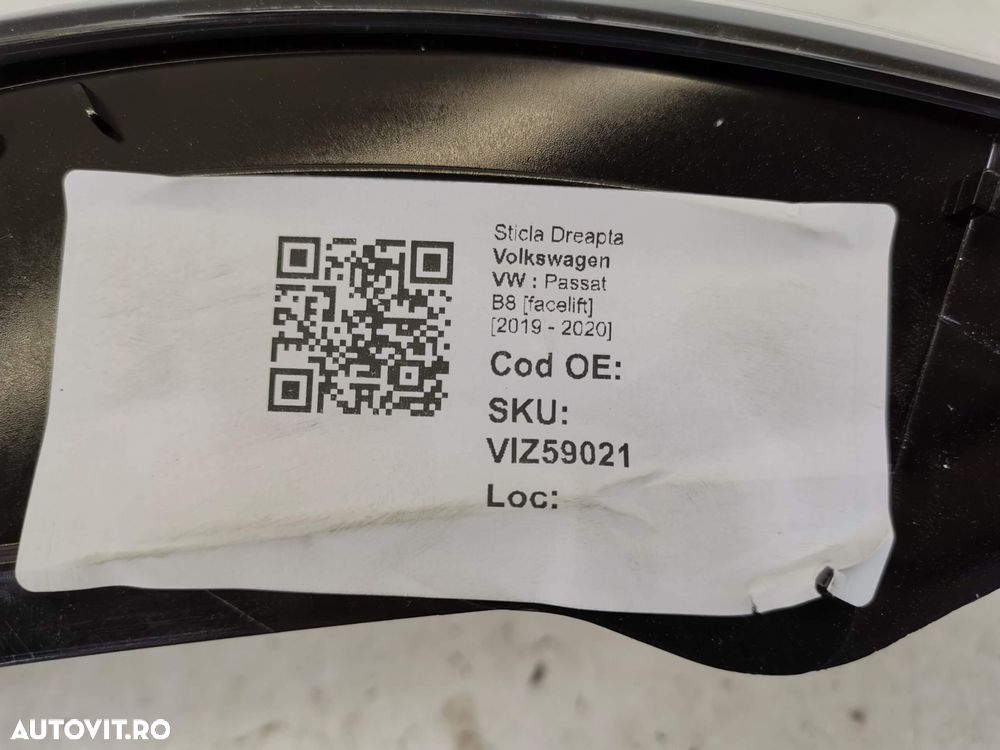 Sticla Dreapta
Volkswagen
VW : Passat
B8 [facelift]
[2019 - 2020]
Cod OE:
SKU:
VIZ59021
Loc:
AUTOVIT.RO